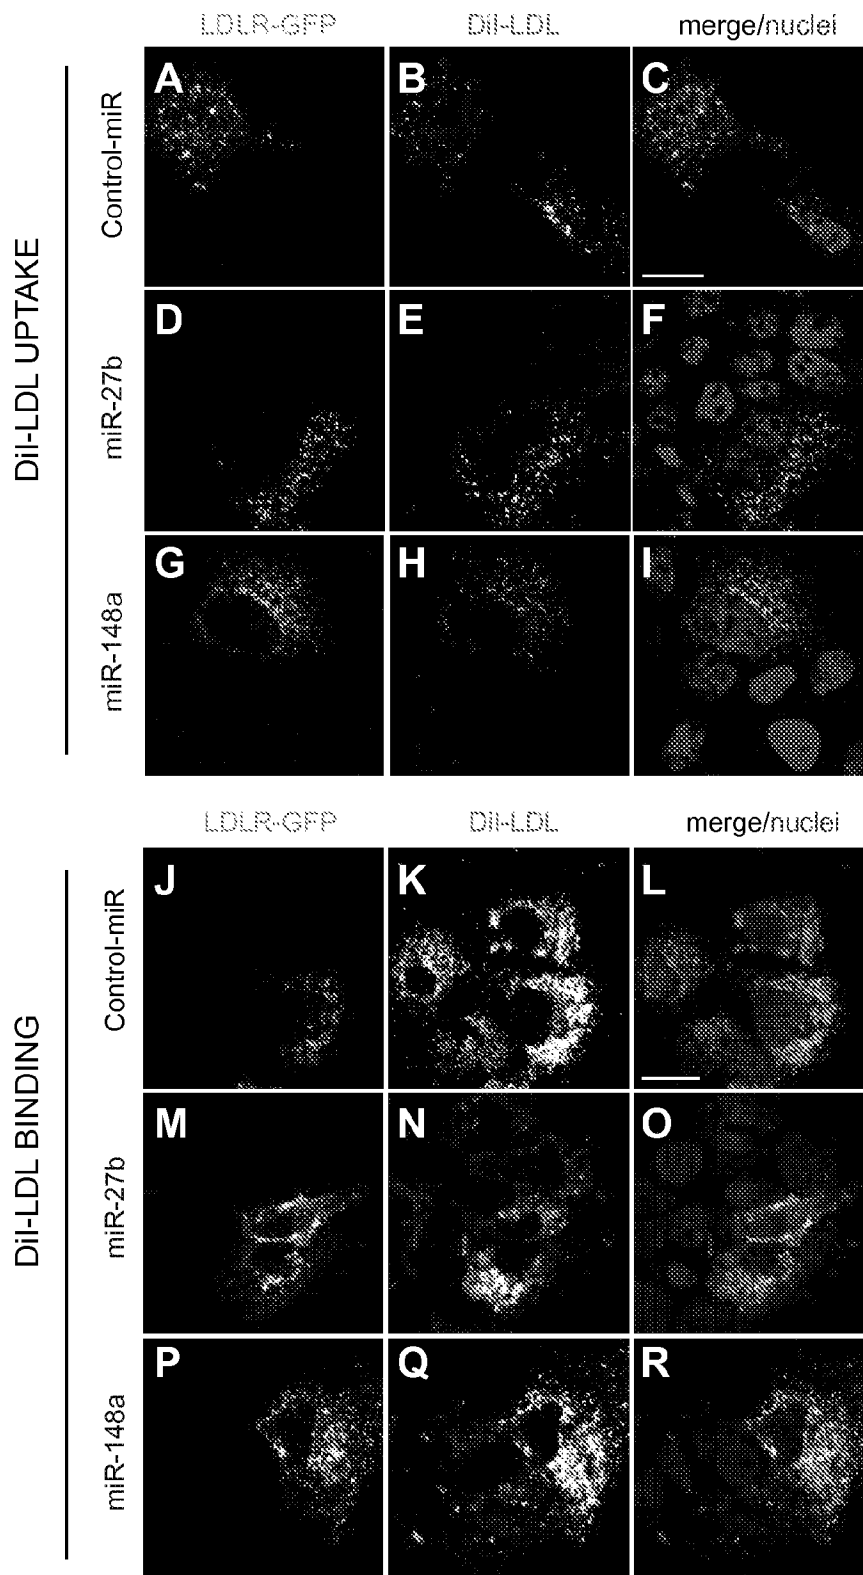 LDLR-GFP DiI-LDL merge/nuclei
DiI-LDL UPTAKE
Control-miR
A B C
miR-27b
D E F
miR-148a
G H I
LDLR-GFP DiI-LDL merge/nuclei
DiI-LDL BINDING
Control-miR
J K L
miR-27b
M N O
miR-148a
P Q R